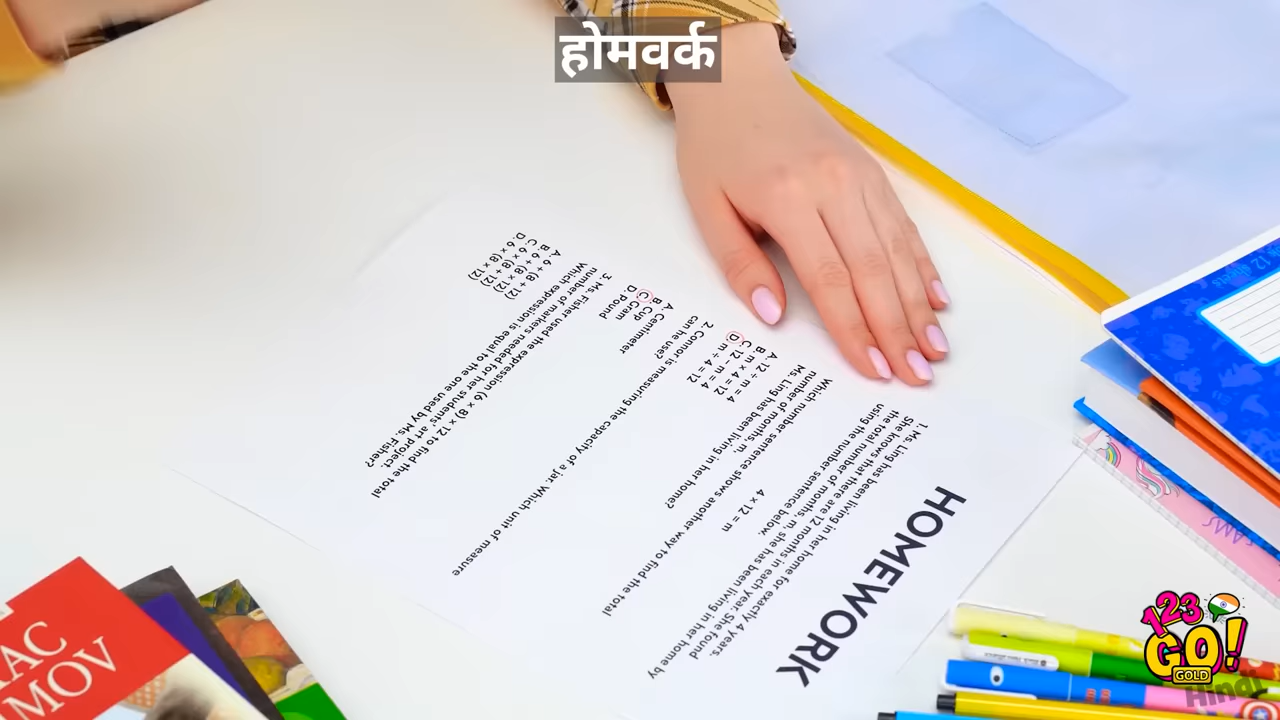 होमवर्क
HOMEWORK
1. Ms. Ling has been living in her home for exactly 4 years.
She knows that there are 12 months in each year. She found
the total number of months, m, she has been living in her home by
using the number sentence below.
4 × 12 = m
Which number sentence shows another way to find the total
number of months, m,
Ms. Ling has been living in her home?
A. 12 ÷ m = 4
B. m × 4 = 12
C. 12 − m = 4
D. m ÷ 4 = 12
2. Connor is measuring the capacity of a jar. Which unit of measure
can he use?
A. Centimeter
B. Cup
C. Gram
D. Pound
3. Ms. Fisher used the expression (6 × 8) × 12 to find the total
number of markers needed for her students' art project.
Which expression is equal to the one used by Ms. Fisher?
A. 6 + (8 + 12)
B. 6 + (8 × 12)
C. 6 × (8 + 12)
D. 6 × (8 × 12)
AC
MOV
123
GO!
GOLD
Hindi